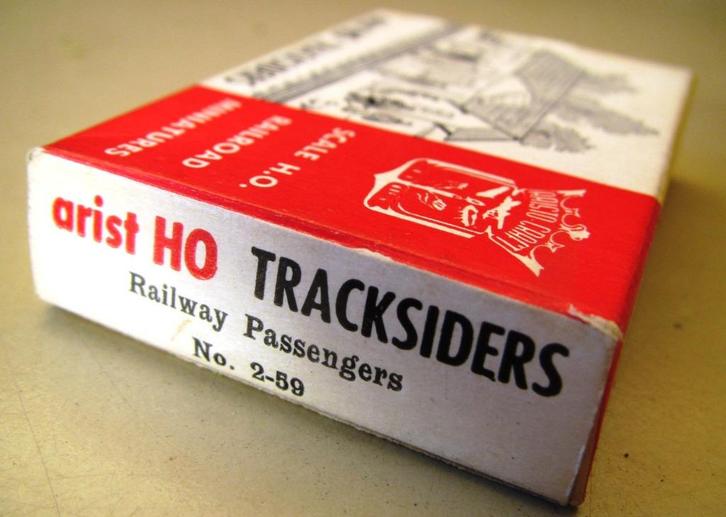 arist HO TRACKSIDERS
Railway Passengers
No. 2-59
SCALE H.O.
RAILROAD
MINIATURES